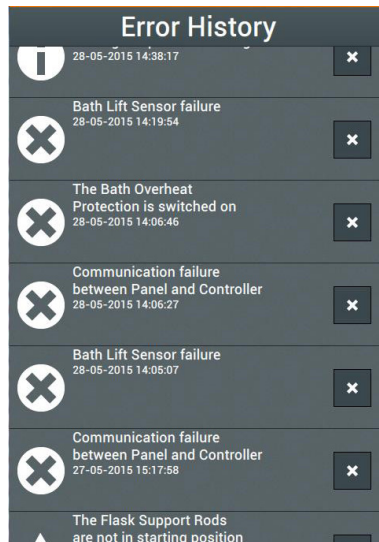 Error History
28-05-2015 14:38:17
Bath Lift Sensor failure
28-05-2015 14:19:54
The Bath Overheat
Protection is switched on
28-05-2015 14:06:46
Communication failure
between Panel and Controller
28-05-2015 14:06:27
Bath Lift Sensor failure
28-05-2015 14:05:07
Communication failure
between Panel and Controller
27-05-2015 15:17:58
The Flask Support Rods
are not in starting position